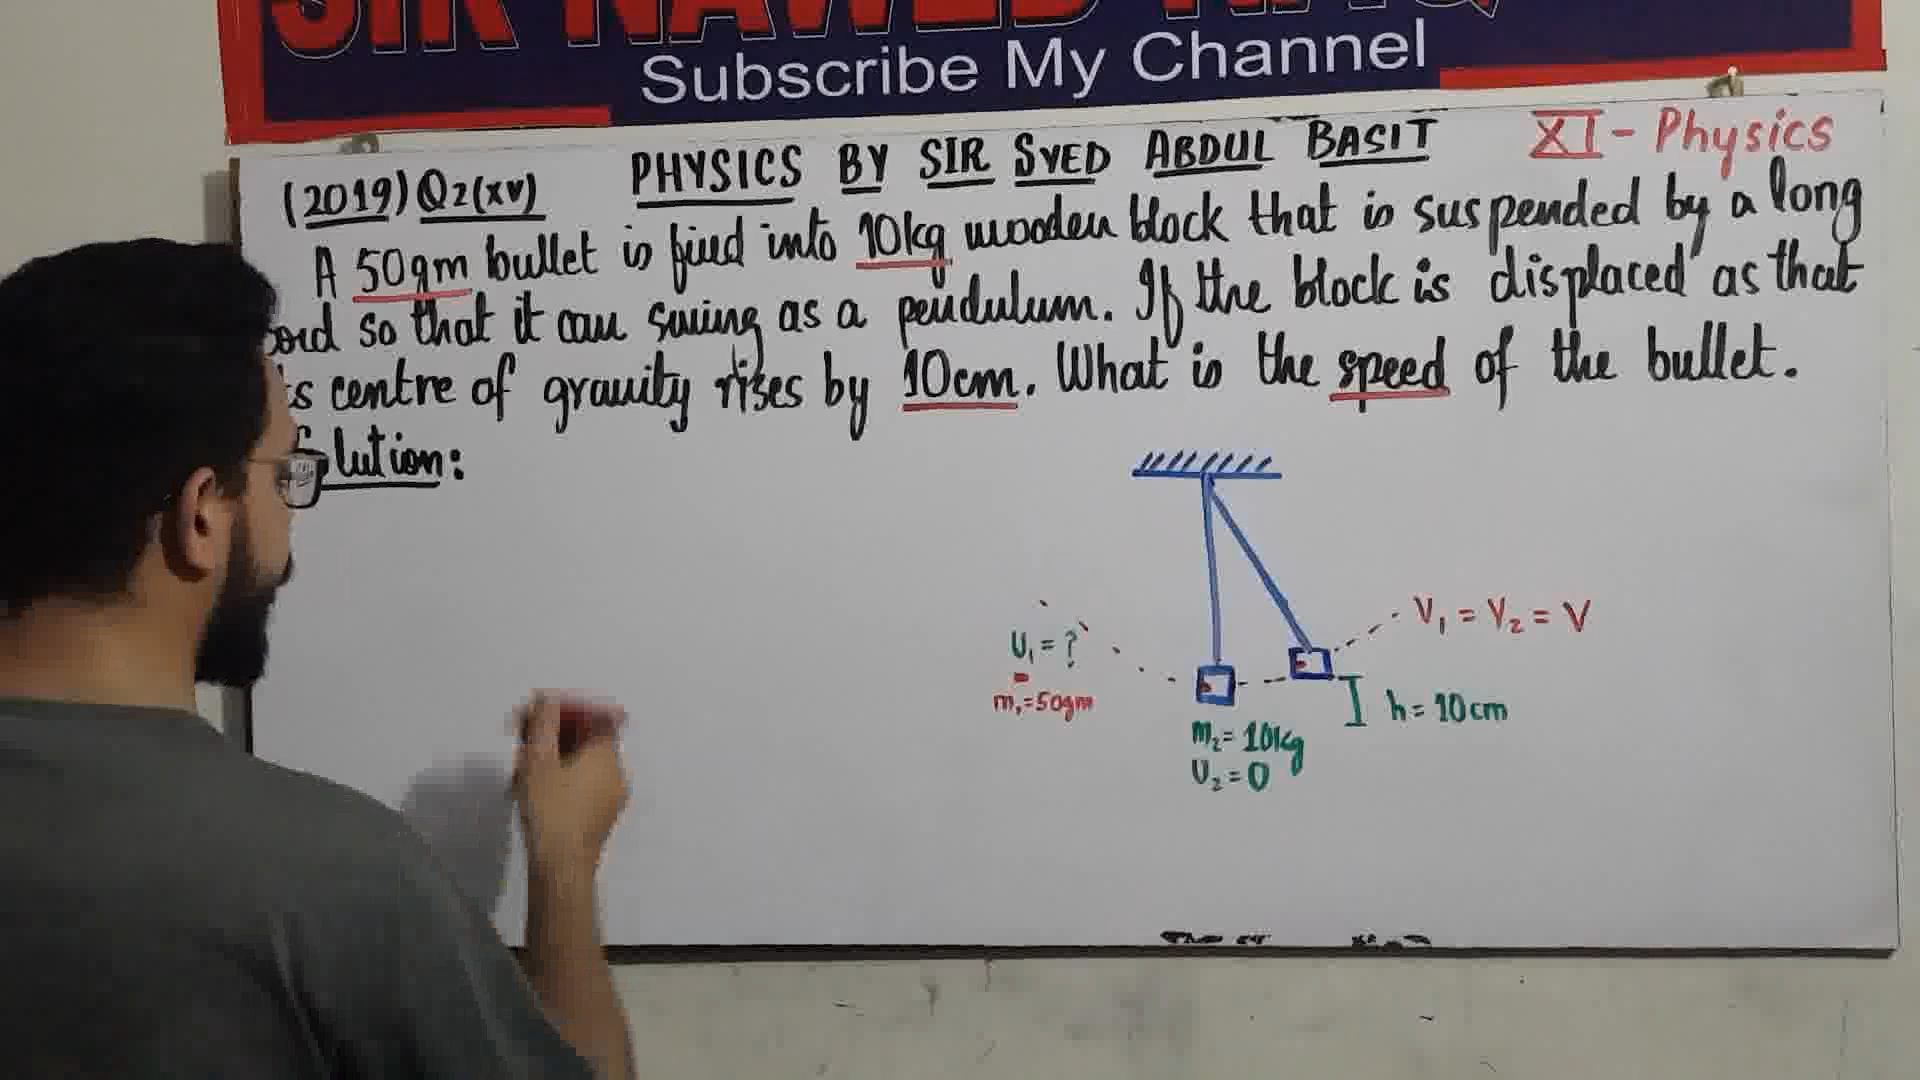 SIR NAWED NAQ
Subscribe My Channel
PHYSICS BY SIR SYED ABDUL BASIT
XI - Physics
(2019) Q2(xv)
A 50gm bullet is fired into 10kg wooden block that is suspended by a long
cord so that it can swing as a pendulum. If the block is displaced as that
its centre of gravity rises by 10cm. What is the speed of the bullet.
Solution:
V₁ = V₂ = V
U₁ = ?
m₁=50gm
h = 10cm
m₂= 10kg
U₂ = 0